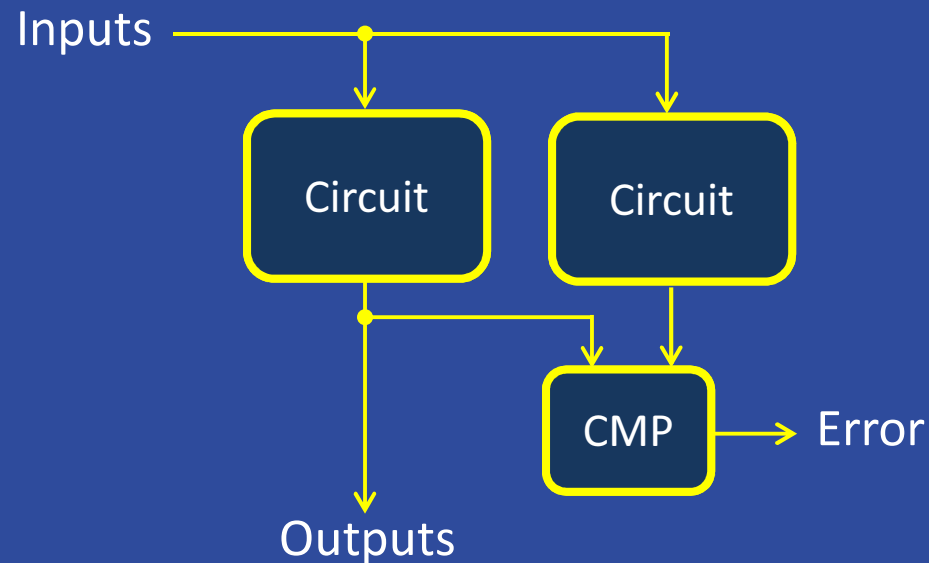 Inputs
Circuit
Circuit
CMP
Error
Outputs